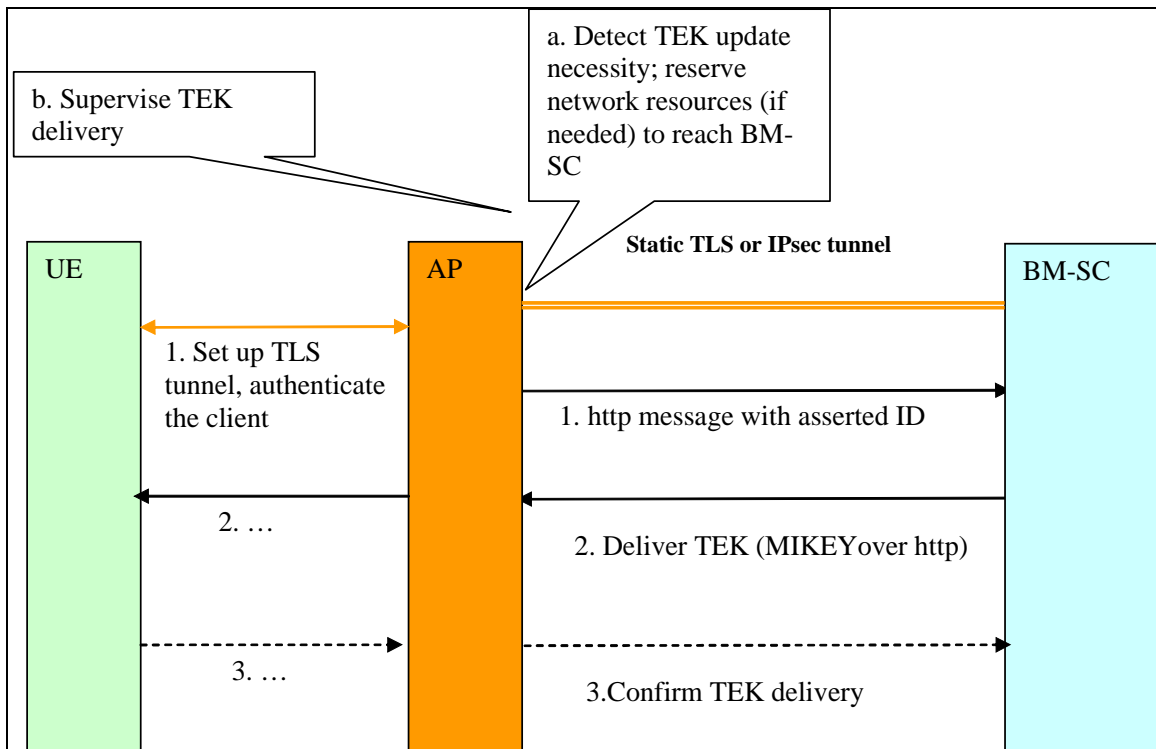 a. Detect TEK update
necessity; reserve
network resources (if
needed) to reach BM-
SC
b. Supervise TEK
delivery
Static TLS or IPsec tunnel
UE
AP
BM-SC
1. Set up TLS
tunnel, authenticate
the client
1. http message with asserted ID
2. …
2. Deliver TEK (MIKEYover http)
3. …
3.Confirm TEK delivery